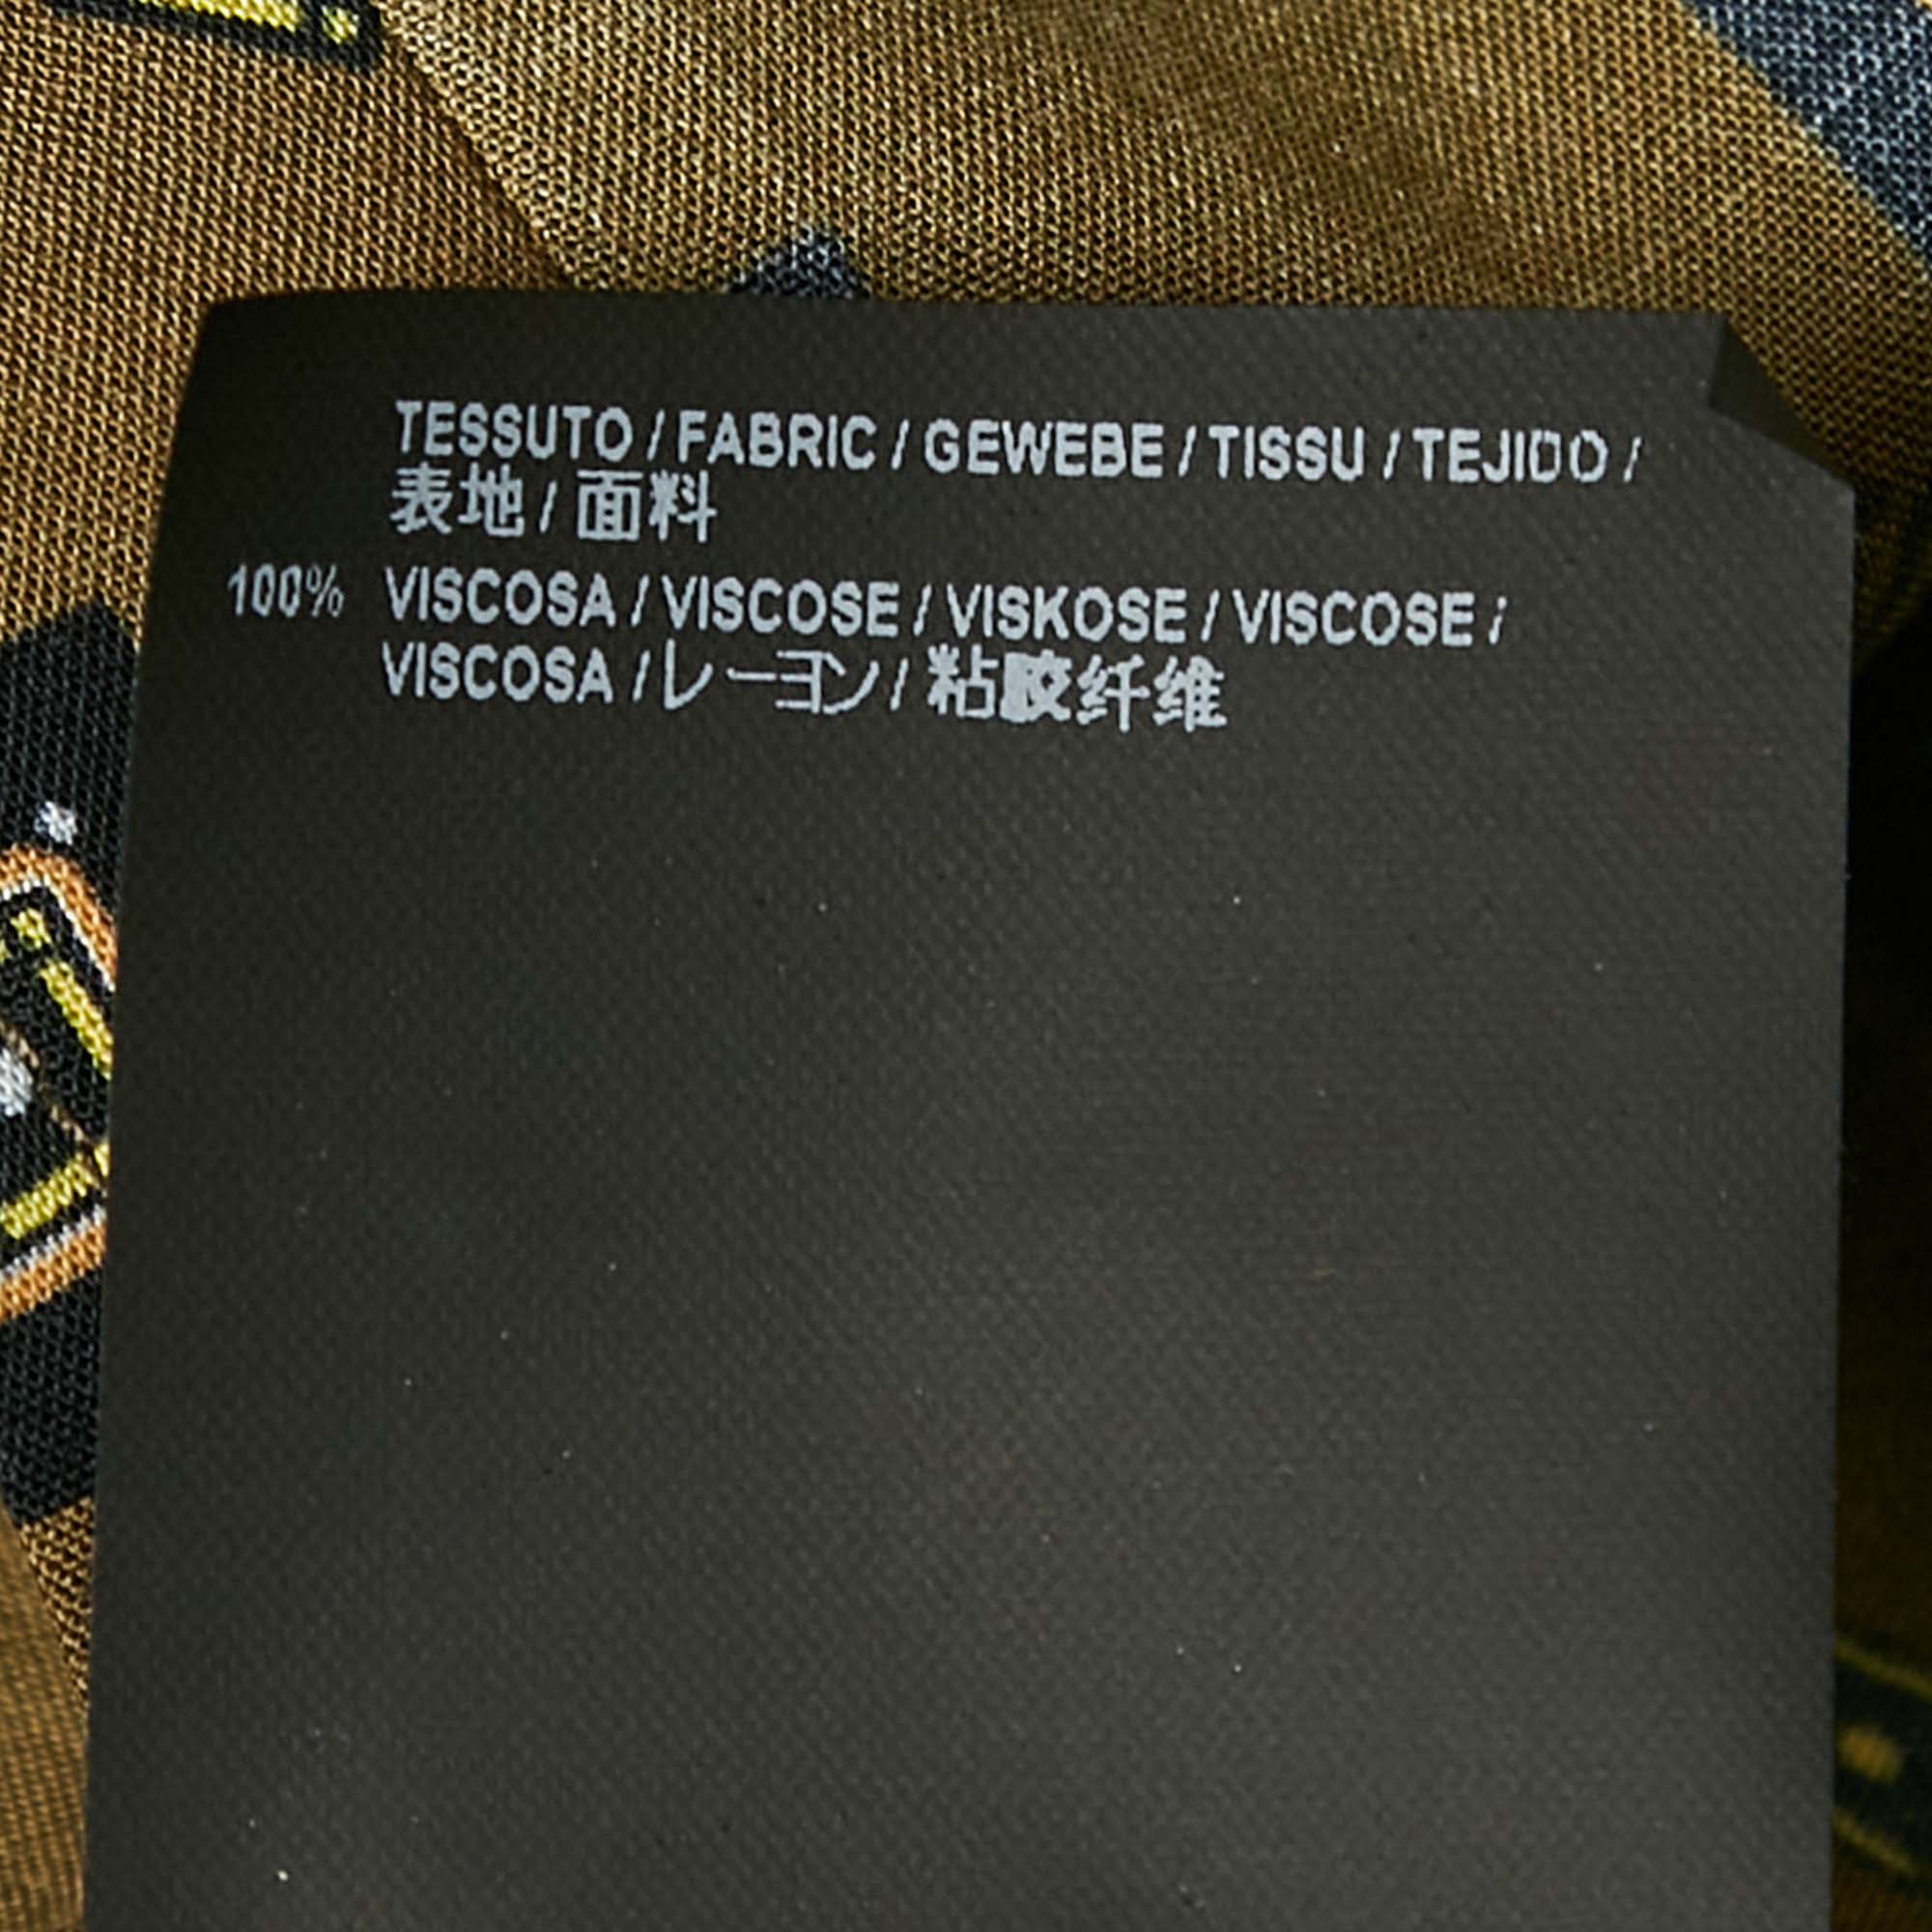 TESSUTO / FABRIC / GEWEBE / TISSU / TEJIDO /
表地 / 面料
100% VISCOSA / VISCOSE / VISKOSE / VISCOSE /
VISCOSA / レーヨン / 粘胶纤维